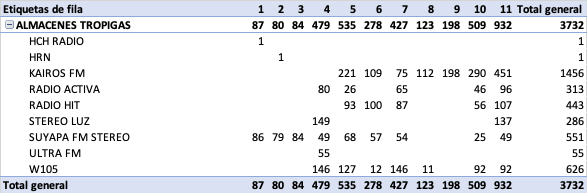 Etiquetas de fila 1 2 3 4 5 6 7 8 9 10 11 Total general
ALMACENES TROPIGAS 87 80 84 479 535 278 427 123 198 509 932 3732
HCH RADIO 1 1
HRN 1 1
KAIROS FM 221 109 75 112 198 290 451 1456
RADIO ACTIVA 80 26 65 46 96 313
RADIO HIT 93 100 87 56 107 443
STEREO LUZ 149 137 286
SUYAPA FM STEREO 86 79 84 49 68 57 54 25 49 551
ULTRA FM 55 55
W105 146 127 12 146 11 92 92 626
Total general 87 80 84 479 535 278 427 123 198 509 932 3732